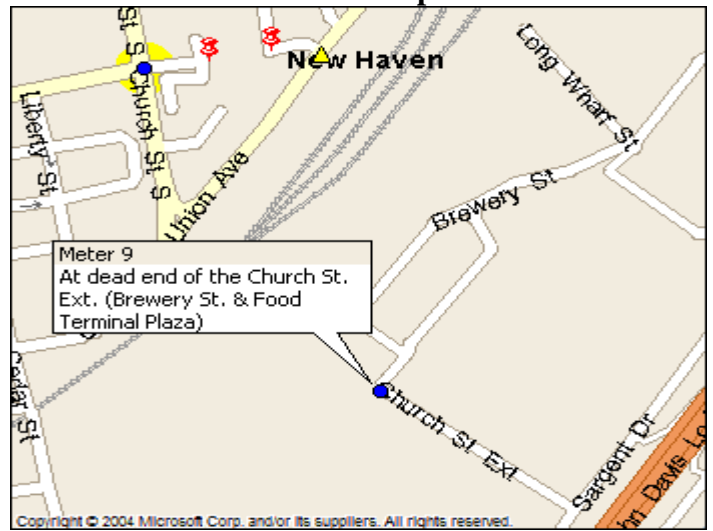 St S
Church St S
New Haven
Long Wharf St
Liberty St
Union Ave
Brewery St
Meter 9
At dead end of the Church St.
Ext. (Brewery St. & Food
Terminal Plaza)
Cedar St
Church St Ext
Sargent Dr
Davis
Copyright © 2004 Microsoft Corp. and/or its suppliers. All rights reserved.